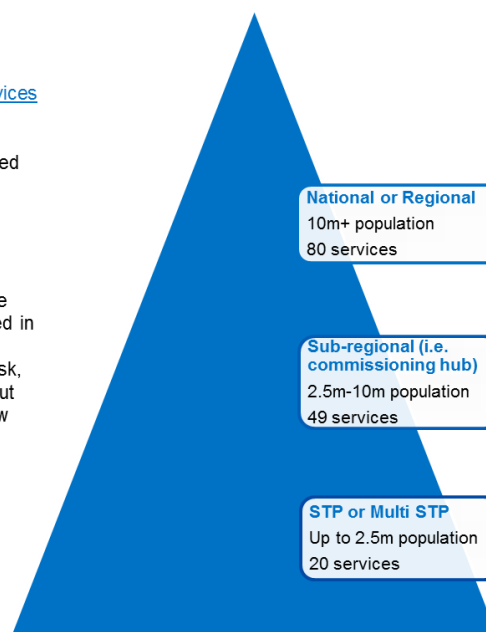 vices
ed
e
ed in
sk,
ut
w
National or Regional
10m+ population
80 services
Sub-regional (i.e.
commissioning hub)
2.5m-10m population
49 services
STP or Multi STP
Up to 2.5m population
20 services